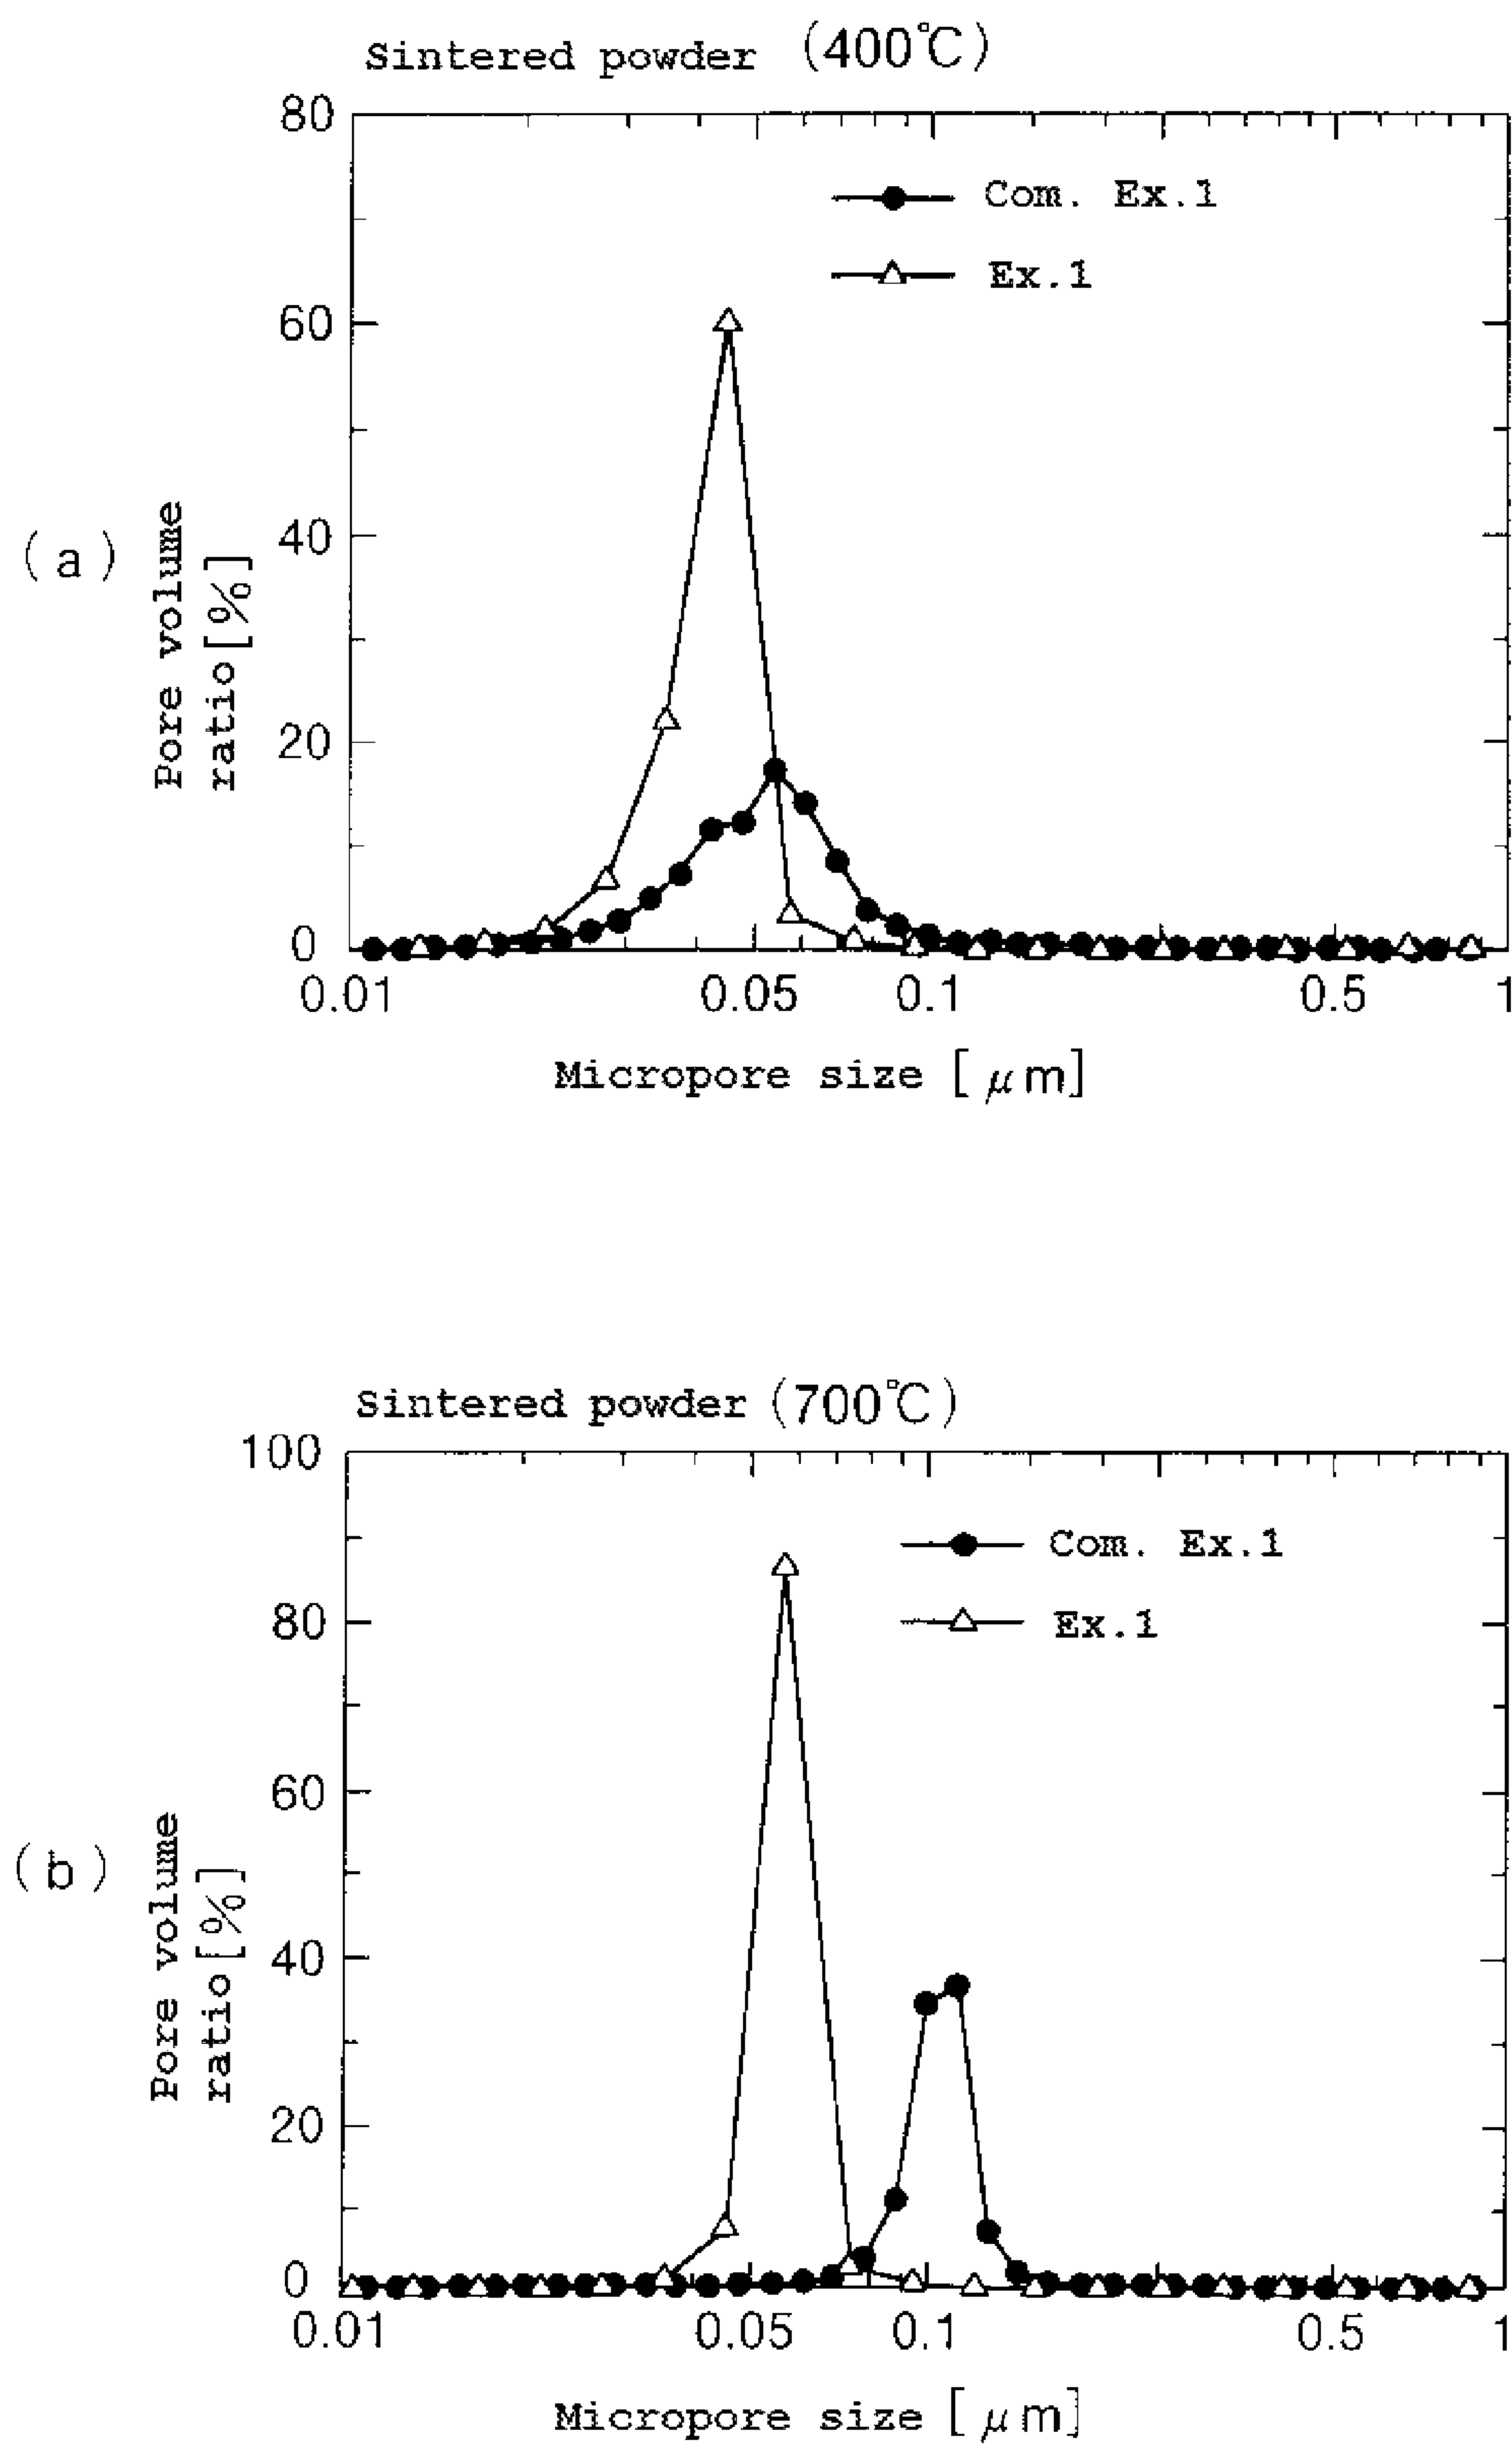 Sintered powder (400℃)
80
Com. Ex.1
Ex.1
60
(a)
Pore volume
ratio[%]
40
20
0
0.01 0.05 0.1 0.5 1
Micropore size [μm]
Sintered powder (700℃)
100
Com. Ex.1
80
Ex.1
60
(b)
Pore volume
ratio[%]
40
20
0
0.01 0.05 0.1 0.5 1
Micropore size [μm]